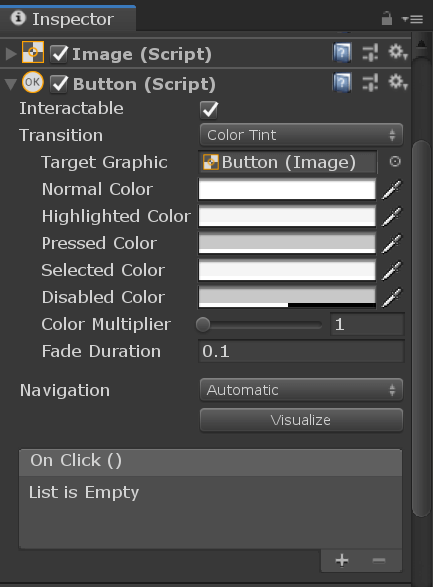 Inspector
Image (Script)
OK Button (Script)
Interactable
Transition Color Tint
Target Graphic Button (Image)
Normal Color
Highlighted Color
Pressed Color
Selected Color
Disabled Color
Color Multiplier 1
Fade Duration 0.1
Navigation Automatic
Visualize
On Click ()
List is Empty